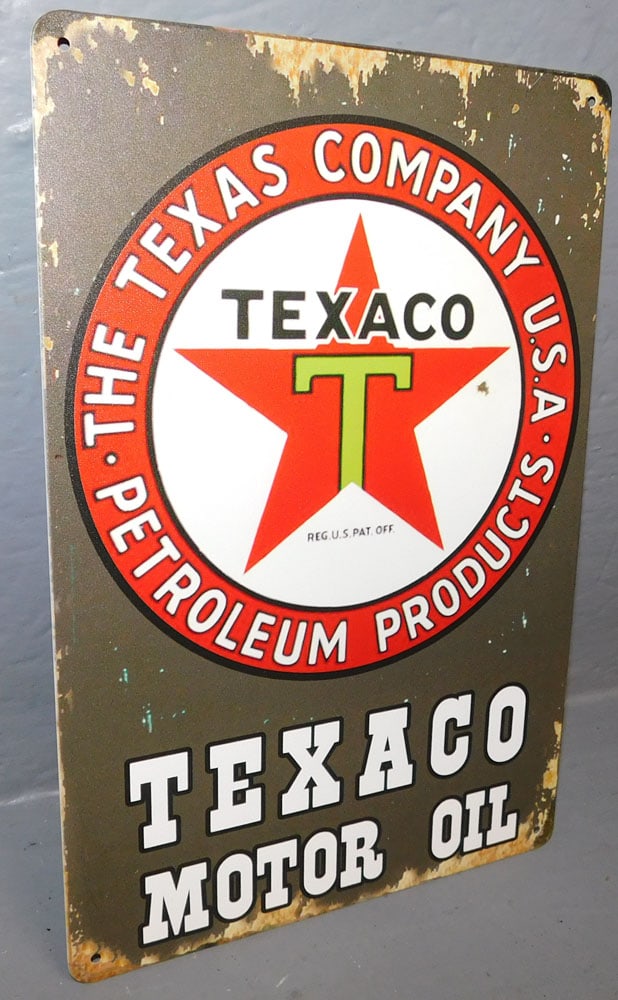 THE TEXAS COMPANY U.S.A.
TEXACO
T
REG. U.S. PAT. OFF.
· PETROLEUM PRODUCTS ·
TEXACO
MOTOR OIL